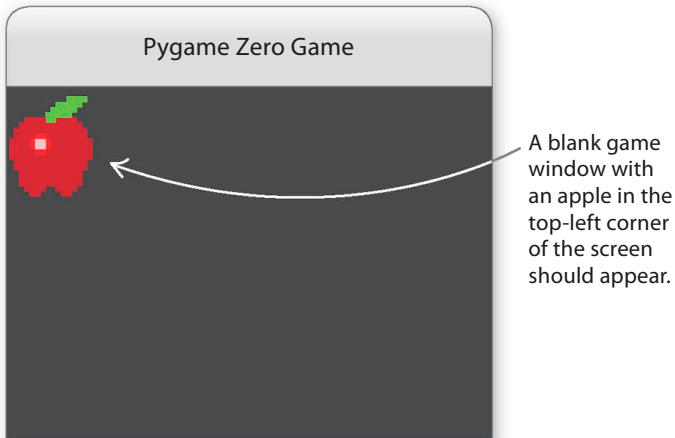 Pygame Zero Game
A blank game
window with
an apple in the
top-left corner
of the screen
should appear.